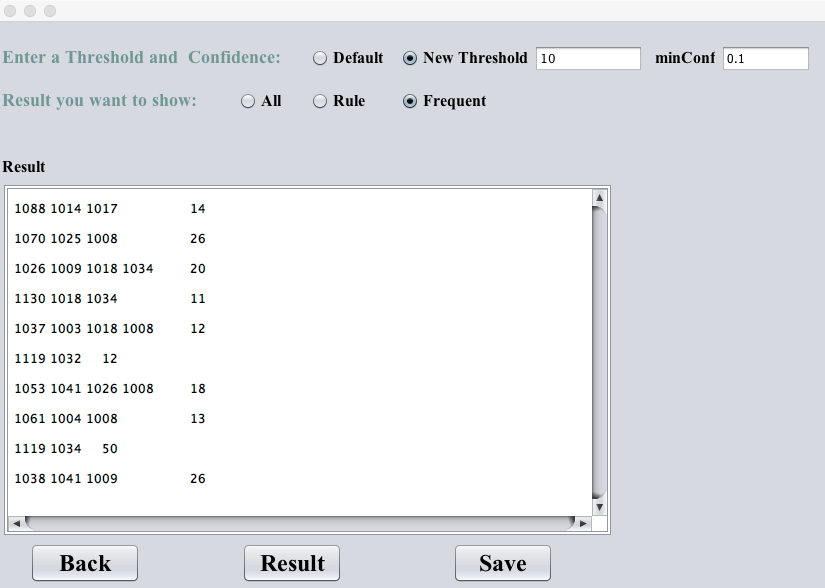 Enter a Threshold and Confidence: Default New Threshold 10 minConf 0.1
Result you want to show: All Rule Frequent
Result
1088 1014 1017 14
1070 1025 1008 26
1026 1009 1018 1034 20
1130 1018 1034 11
1037 1003 1018 1008 12
1119 1032 12
1053 1041 1026 1008 18
1061 1004 1008 13
1119 1034 50
1038 1041 1009 26
Back Result Save